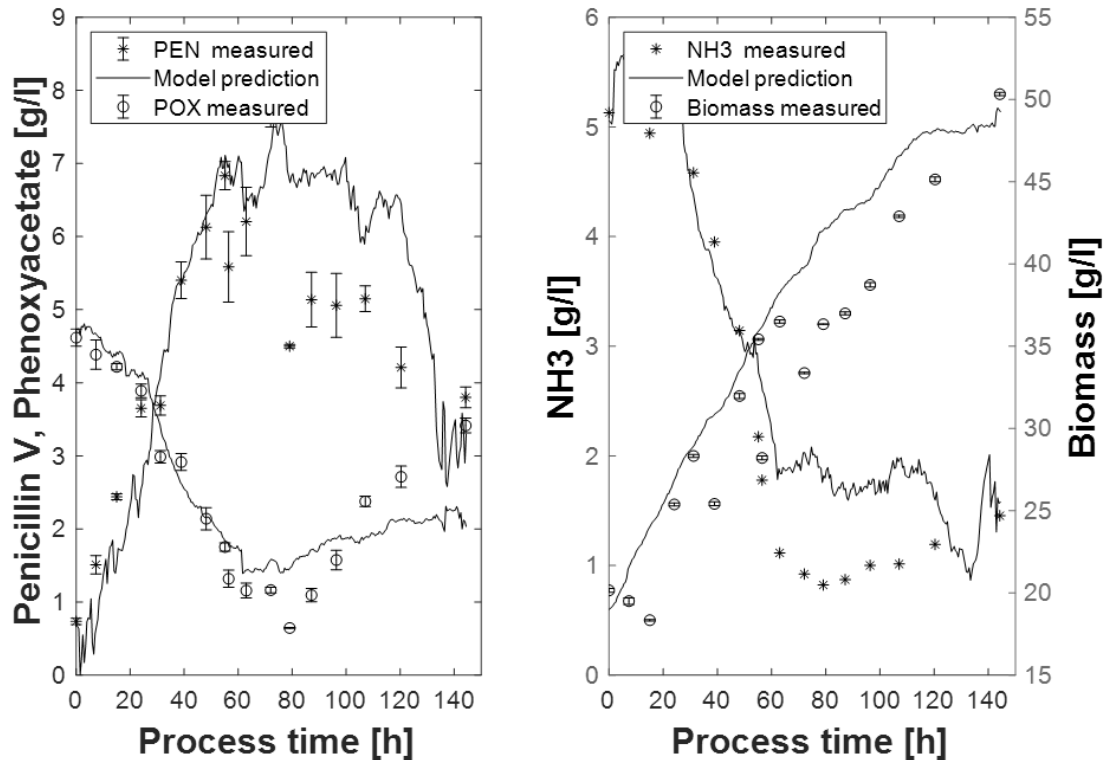 Penicillin V, Phenoxyacetate [g/l]
9
8
7
6
5
4
3
2
1
0
PEN measured
Model prediction
POX measured
0 20 40 60 80 100 120 140
Process time [h]
NH3 [g/l]
6
5
4
3
2
1
0
NH3 measured
Model prediction
Biomass measured
0 20 40 60 80 100 120 140
Process time [h]
55
50
45
40
35
30
25
20
15
Biomass [g/l]